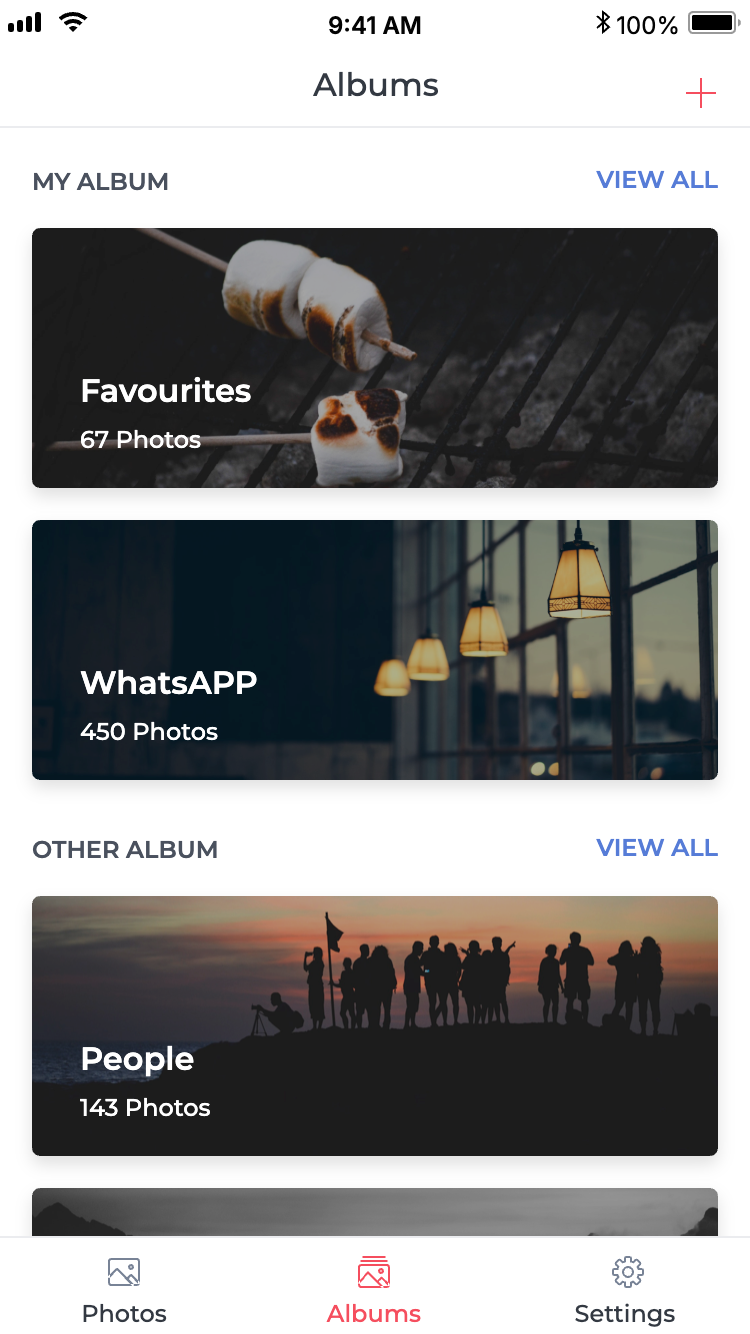 9:41 AM
100%
Albums
MY ALBUM
VIEW ALL
Favourites
67 Photos
WhatsAPP
450 Photos
OTHER ALBUM
VIEW ALL
People
143 Photos
Photos
Albums
Settings